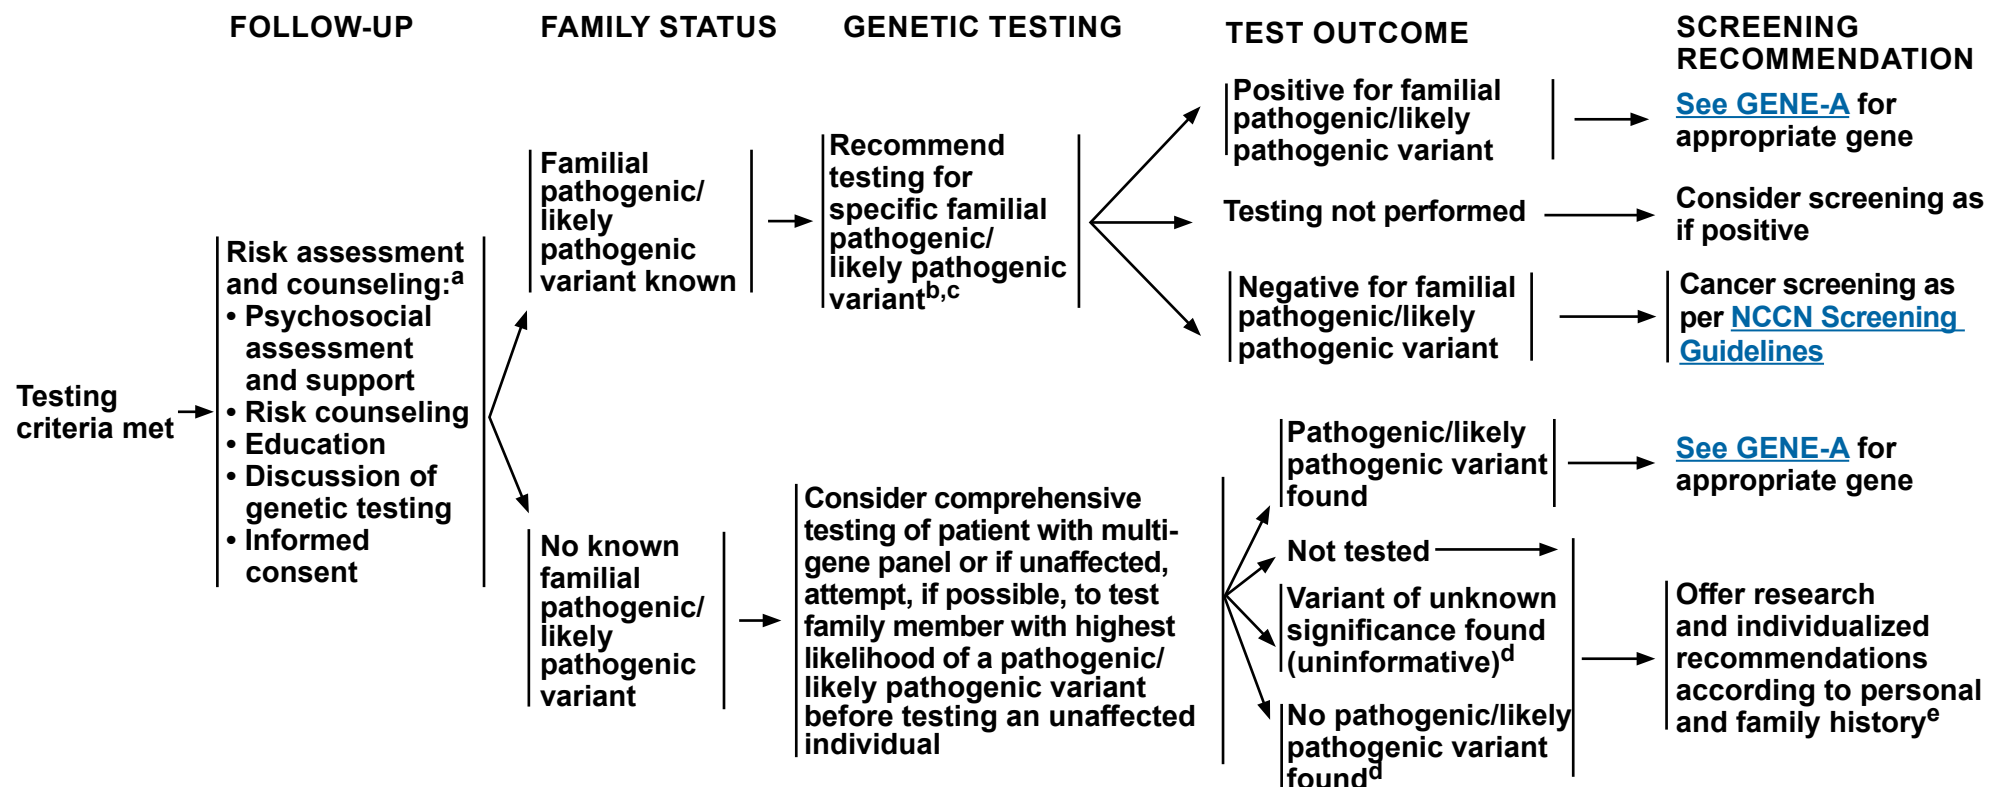 FOLLOW-UP
FAMILY STATUS
GENETIC TESTING
TEST OUTCOME
SCREENING
RECOMMENDATION
Testing
criteria met
Risk assessment
and counseling:a
• Psychosocial
assessment
and support
• Risk counseling
• Education
• Discussion of
genetic testing
• Informed
consent
Familial
pathogenic/
likely
pathogenic
variant known
Recommend
testing for
specific familial
pathogenic/
likely pathogenic
variantb,c
Positive for familial
pathogenic/likely
pathogenic variant
See GENE-A for
appropriate gene
Testing not performed
Consider screening as
if positive
Negative for familial
pathogenic/likely
pathogenic variant
Cancer screening as
per NCCN Screening
Guidelines
No known
familial
pathogenic/
likely
pathogenic
variant
Consider comprehensive
testing of patient with multi-
gene panel or if unaffected,
attempt, if possible, to test
family member with highest
likelihood of a pathogenic/
likely pathogenic variant
before testing an unaffected
individual
Pathogenic/likely
pathogenic variant
found
See GENE-A for
appropriate gene
Not tested
Variant of unknown
significance found
(uninformative)d
No pathogenic/likely
pathogenic variant
foundd
Offer research
and individualized
recommendations
according to personal
and family historye